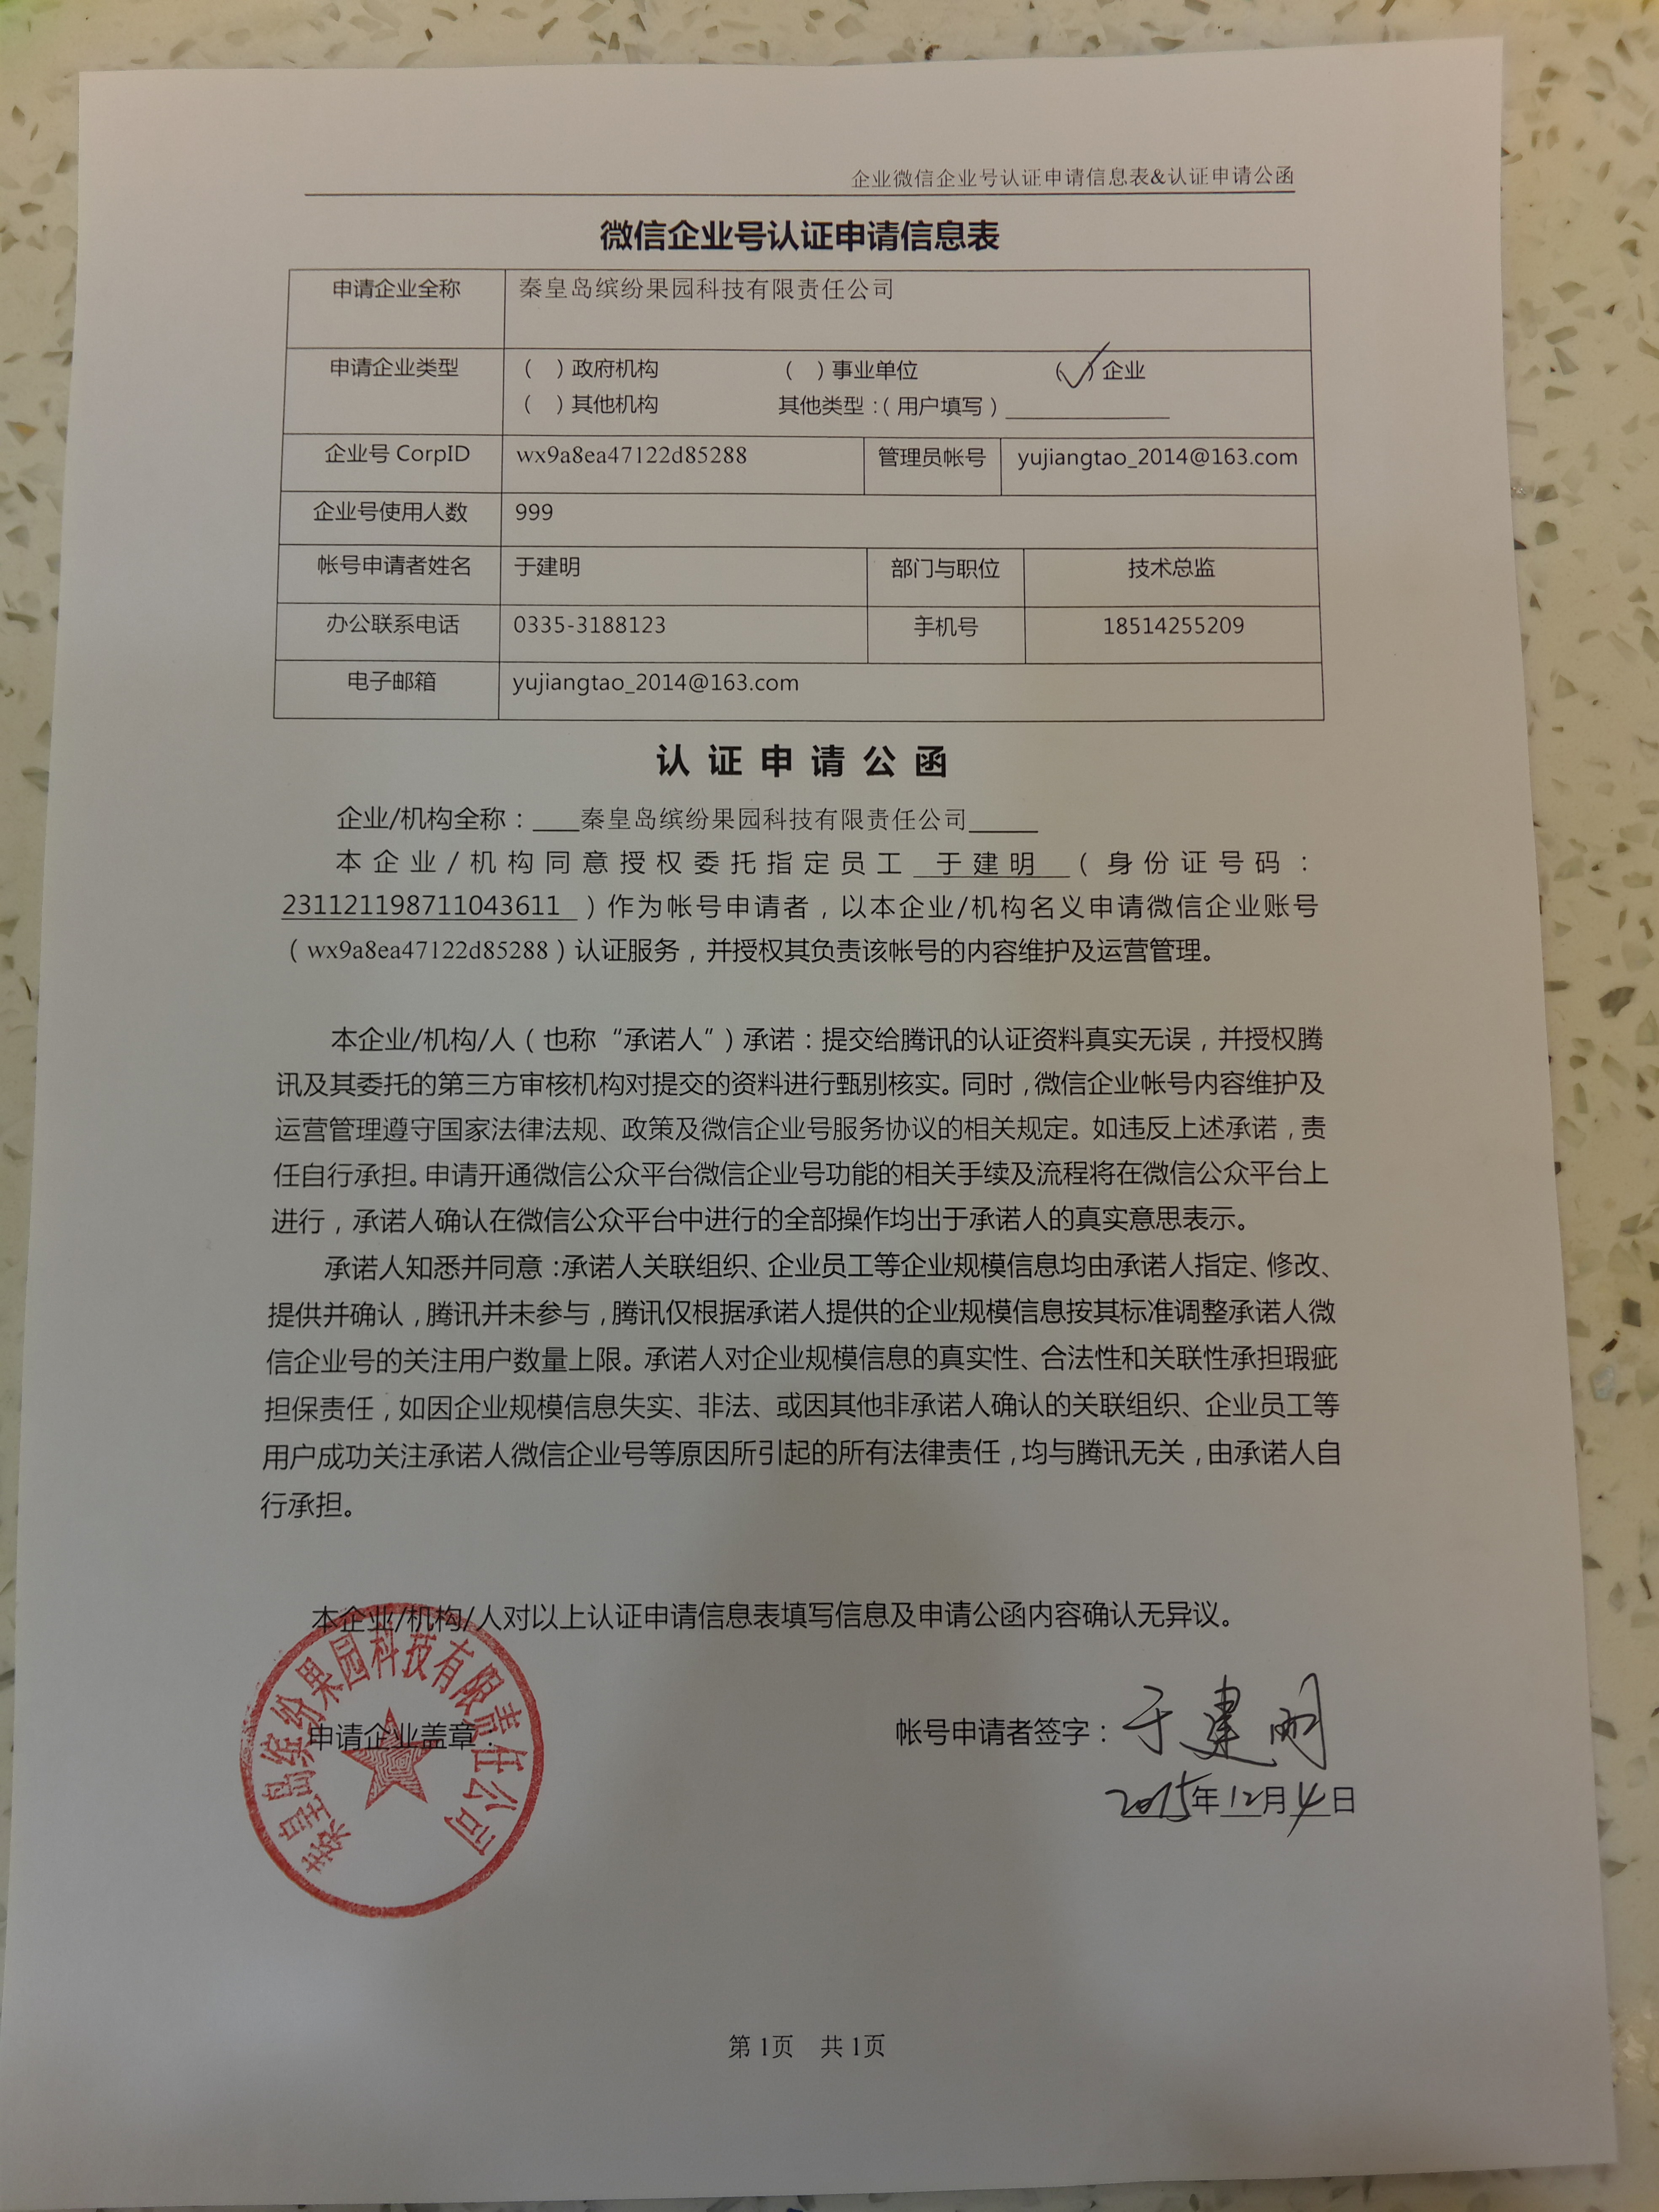 企业微信企业号认证申请信息表&认证申请公函
微信企业号认证申请信息表
申请企业全称 秦皇岛缤纷果园科技有限责任公司
申请企业类型 （ ）政府机构 （ ）事业单位 （✓）企业
（ ）其他机构 其他类型：（用户填写）
企业号 CorpID wx9a8ea47122d85288 管理员帐号 yujiangtao_2014@163.com
企业号使用人数 999
帐号申请者姓名 于建明 部门与职位 技术总监
办公联系电话 0335-3188123 手机号 18514255209
电子邮箱 yujiangtao_2014@163.com
认证申请公函
企业/机构全称：秦皇岛缤纷果园科技有限责任公司
本企业/机构同意授权委托指定员工 于建明 （身份证号码：
231121198711043611 ）作为帐号申请者，以本企业/机构名义申请微信企业账号
（wx9a8ea47122d85288）认证服务，并授权其负责该帐号的内容维护及运营管理。
本企业/机构/人（也称“承诺人”）承诺：提交给腾讯的认证资料真实无误，并授权腾
讯及其委托的第三方审核机构对提交的资料进行甄别核实。同时，微信企业帐号内容维护及
运营管理遵守国家法律法规、政策及微信企业号服务协议的相关规定。如违反上述承诺，责
任自行承担。申请开通微信公众平台微信企业号功能的相关手续及流程将在微信公众平台上
进行，承诺人确认在微信公众平台中进行的全部操作均出于承诺人的真实意思表示。
承诺人知悉并同意：承诺人关联组织、企业员工等企业规模信息均由承诺人指定、修改、
提供并确认，腾讯并未参与，腾讯仅根据承诺人提供的企业规模信息按其标准调整承诺人微
信企业号的关注用户数量上限。承诺人对企业规模信息的真实性、合法性和关联性承担瑕疵
担保责任，如因企业规模信息失实、非法、或因其他非承诺人确认的关联组织、企业员工等
用户成功关注承诺人微信企业号等原因所引起的所有法律责任，均与腾讯无关，由承诺人自
行承担。
本企业/机构/人对以上认证申请信息表填写信息及申请公函内容确认无异议。
秦皇岛缤纷果园科技有限责任公司
申请企业盖章： 帐号申请者签字：于建明
2015年12月4日
第 1页 共 1页